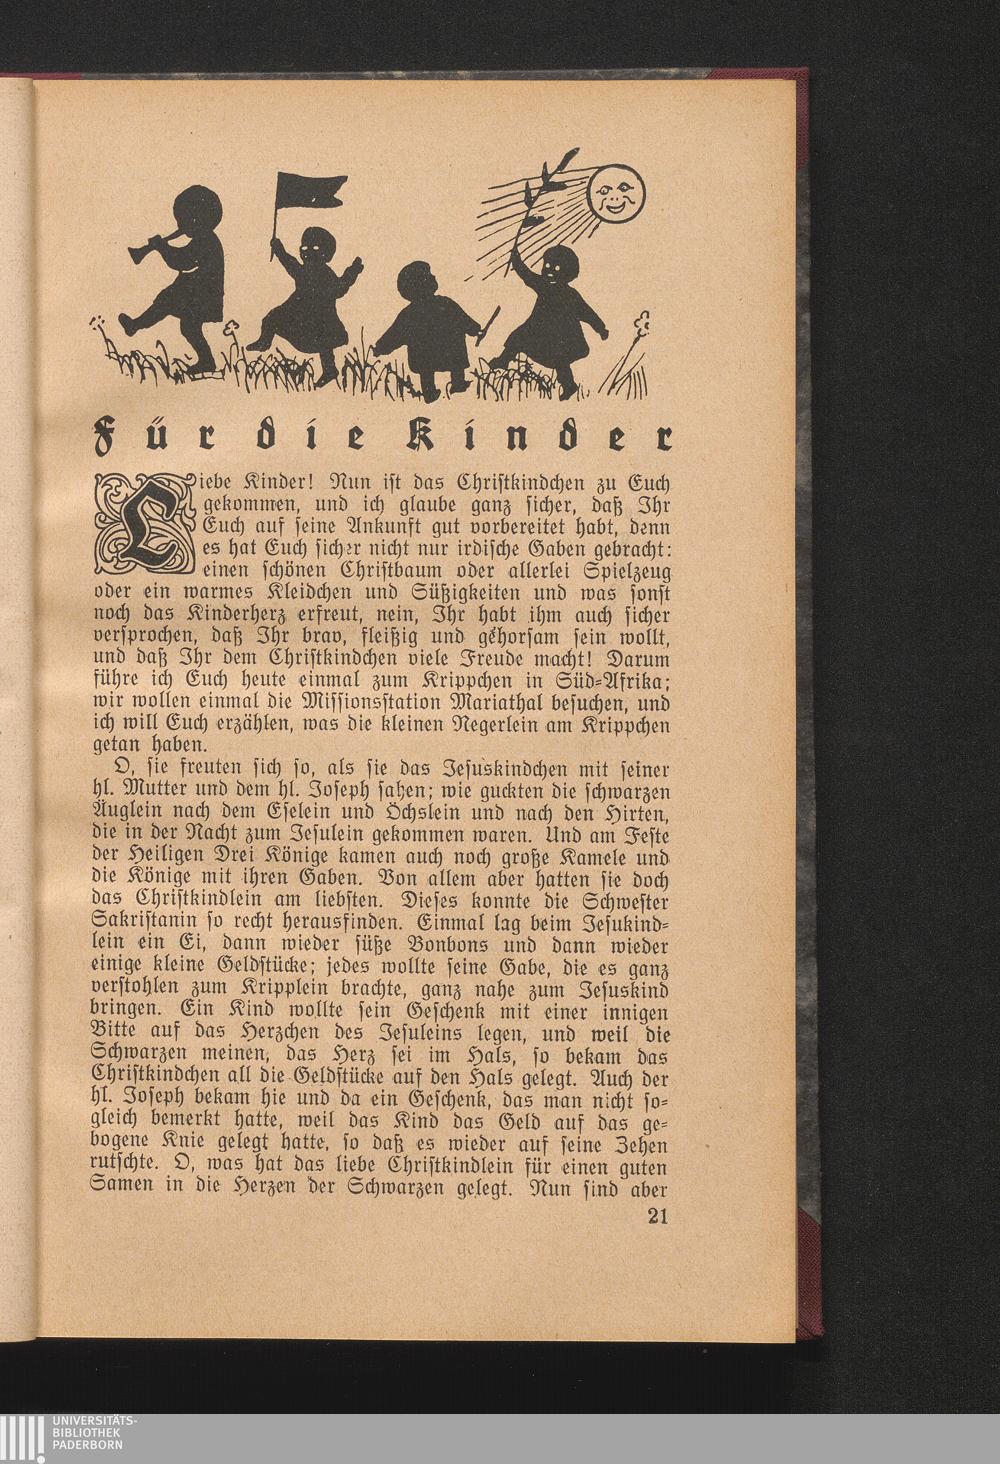 Für die Kinder
Liebe Kinder! Nun ist das Christkindchen zu Euch
gekommen, und ich glaube ganz sicher, daß Ihr
Euch auf seine Ankunft gut vorbereitet habt, denn
es hat Euch sicher nicht nur irdische Gaben gebracht:
einen schönen Christbaum oder allerlei Spielzeug
oder ein warmes Kleidchen und Süßigkeiten und was sonst
noch das Kinderherz erfreut, nein, Ihr habt ihm auch sicher
versprochen, daß Ihr brav, fleißig und gehorsam sein wollt,
und daß Ihr dem Christkindchen viele Freude macht! Darum
führe ich Euch heute einmal zum Krippchen in Süd-Afrika;
wir wollen einmal die Missionsstation Mariathal besuchen, und
ich will Euch erzählen, was die kleinen Negerlein am Krippchen
getan haben.
O, sie freuten sich so, als sie das Jesuskindchen mit seiner
hl. Mutter und dem hl. Joseph sahen; wie guckten die schwarzen
Äuglein nach dem Eselein und Öchslein und nach den Hirten,
die in der Nacht zum Jesulein gekommen waren. Und am Feste
der Heiligen Drei Könige kamen auch noch große Kamele und
die Könige mit ihren Gaben. Von allem aber hatten sie doch
das Christkindlein am liebsten. Dieses konnte die Schwester
Sakristanin so recht herausfinden. Einmal lag beim Jesukind-
lein ein Ei, dann wieder süße Bonbons und dann wieder
einige kleine Geldstücke; jedes wollte seine Gabe, die es ganz
verstohlen zum Kripplein brachte, ganz nahe zum Jesuskind
bringen. Ein Kind wollte sein Geschenk mit einer innigen
Bitte auf das Herzchen des Jesuleins legen, und weil die
Schwarzen meinen, das Herz sei im Hals, so bekam das
Christkindchen all die Geldstücke auf den Hals gelegt. Auch der
hl. Joseph bekam hie und da ein Geschenk, das man nicht so-
gleich bemerkt hatte, weil das Kind das Geld auf das ge-
bogene Knie gelegt hatte, so daß es wieder auf seine Zehen
rutschte. O, was hat das liebe Christkindlein für einen guten
Samen in die Herzen der Schwarzen gelegt. Nun sind aber
21
UNIVERSITÄTS-
BIBLIOTHEK
PADERBORN